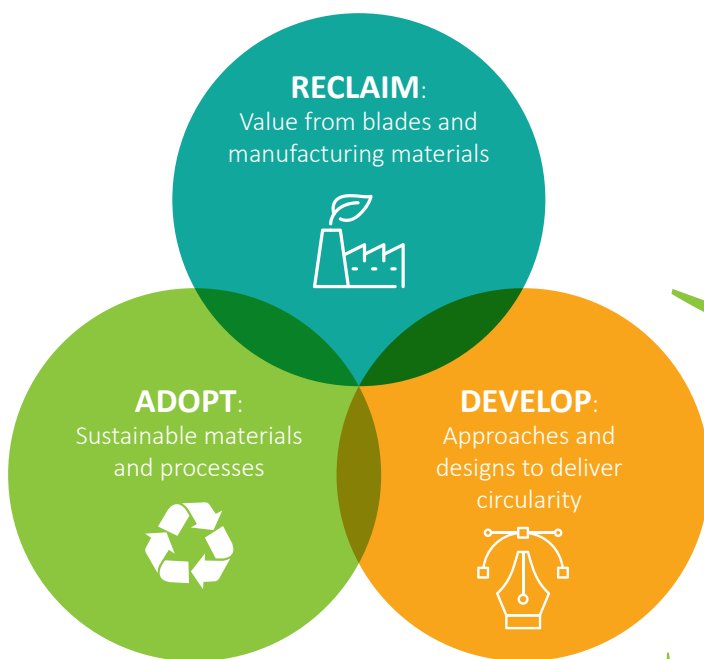 RECLAIM:
Value from blades and
manufacturing materials
ADOPT:
Sustainable materials
and processes
DEVELOP:
Approaches and
designs to deliver
circularity